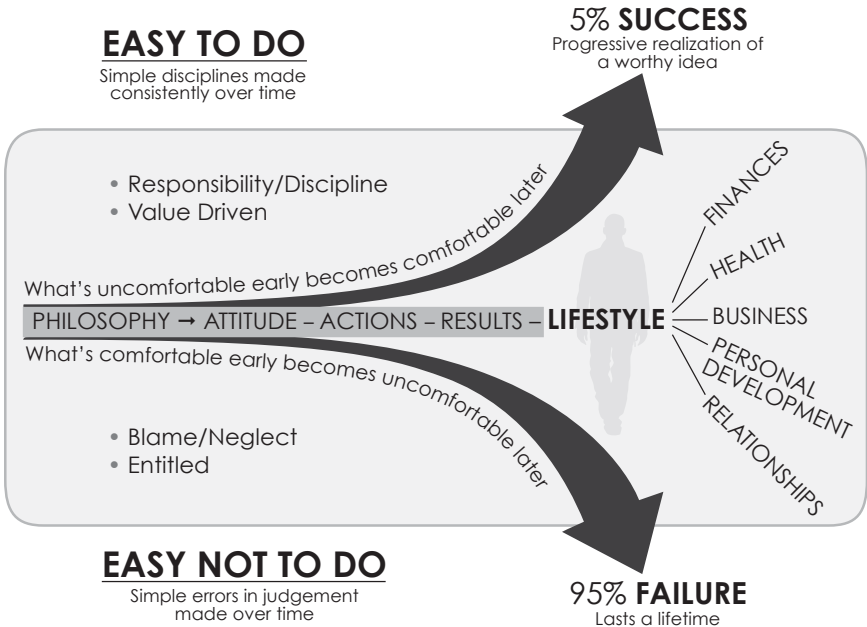 EASY TO DO
Simple disciplines made
consistently over time
5% SUCCESS
Progressive realization of
a worthy idea
• Responsibility/Discipline
• Value Driven
What's uncomfortable early becomes comfortable later
PHILOSOPHY → ATTITUDE – ACTIONS – RESULTS – LIFESTYLE
What's comfortable early becomes uncomfortable later
FINANCES
HEALTH
BUSINESS
PERSONAL
DEVELOPMENT
RELATIONSHIPS
• Blame/Neglect
• Entitled
EASY NOT TO DO
Simple errors in judgement
made over time
95% FAILURE
Lasts a lifetime